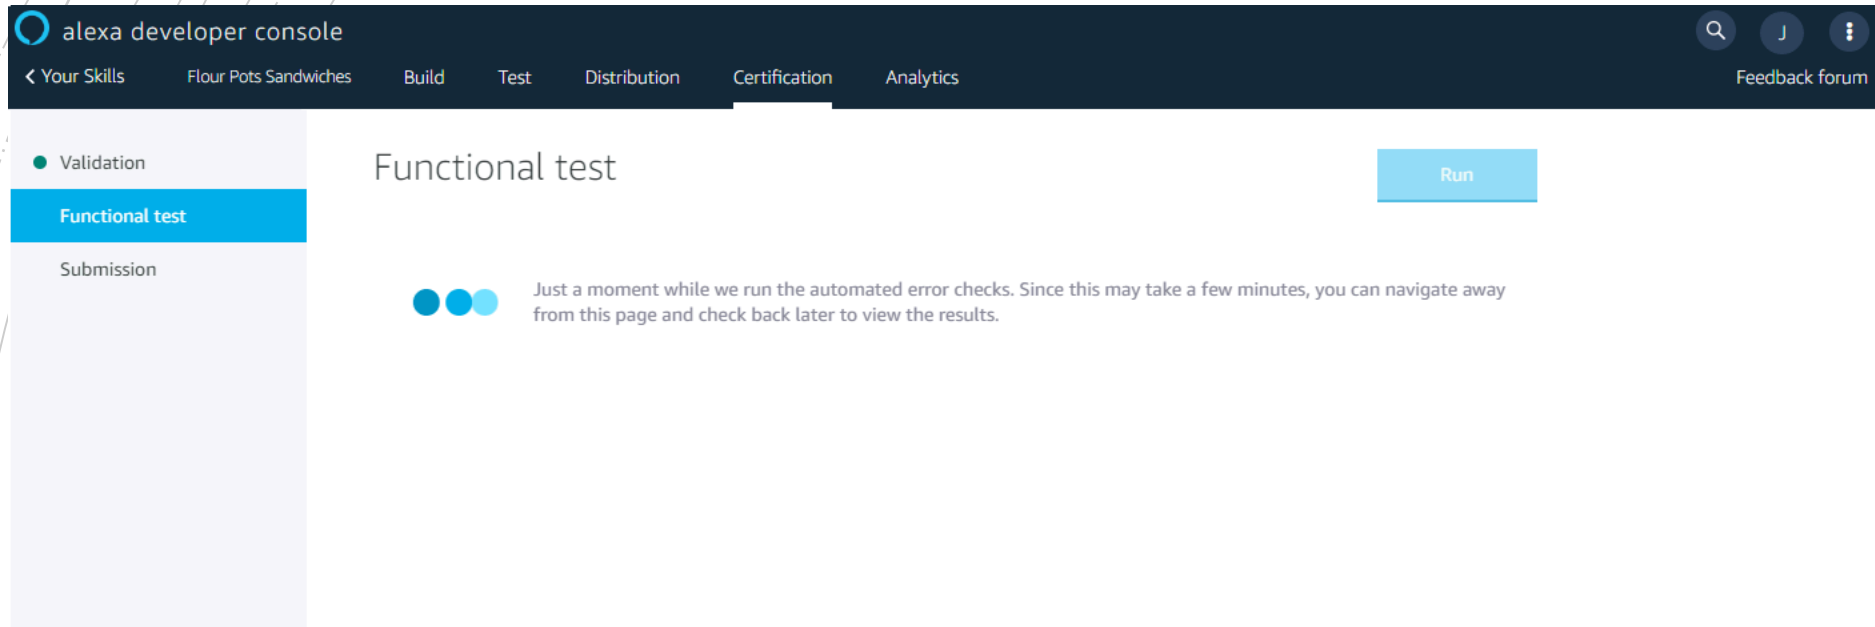 alexa developer console
J
< Your Skills Flour Pots Sandwiches Build Test Distribution Certification Analytics Feedback forum
Validation
Functional test
Submission
Functional test
Run
Just a moment while we run the automated error checks. Since this may take a few minutes, you can navigate away
from this page and check back later to view the results.